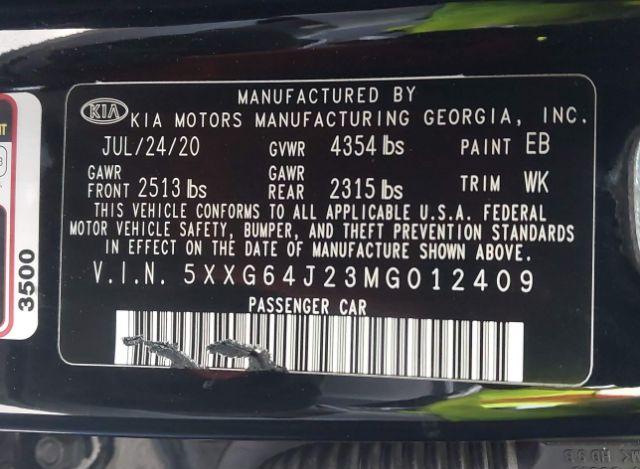 MANUFACTURED BY
KIA KIA MOTORS MANUFACTURING GEORGIA, INC.
JUL/24/20 GVWR 4354 lbs PAINT EB
GAWR FRONT 2513 lbs GAWR REAR 2315 lbs TRIM WK
THIS VEHICLE CONFORMS TO ALL APPLICABLE U.S.A. FEDERAL
MOTOR VEHICLE SAFETY, BUMPER, AND THEFT PREVENTION STANDARDS
IN EFFECT ON THE DATE OF MANUFACTURE SHOWN ABOVE.
V.I.N. 5XXG64J23MG012409
PASSENGER CAR
3500